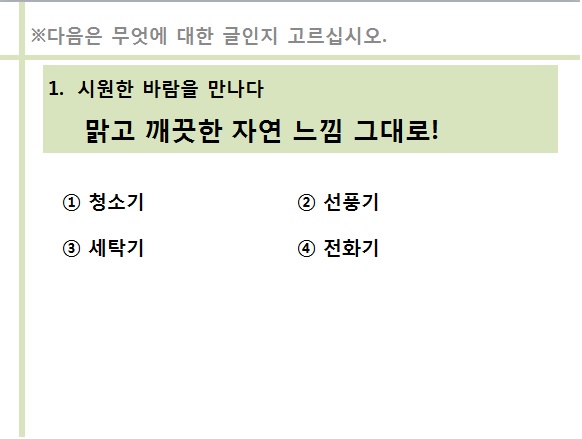 ※다음은 무엇에 대한 글인지 고르십시오.
1. 시원한 바람을 만나다
맑고 깨끗한 자연 느낌 그대로!
① 청소기 ② 선풍기
③ 세탁기 ④ 전화기